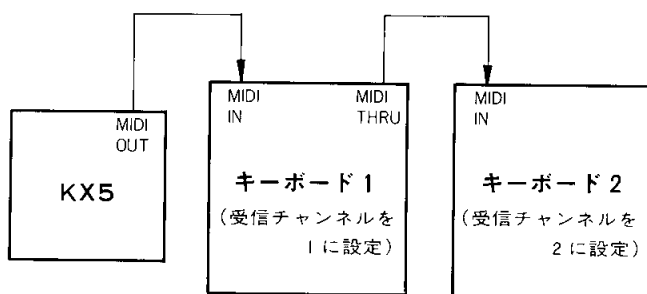 MIDI
OUT
KX5
MIDI
IN
MIDI
THRU
キーボード1
(受信チャンネルを
1に設定)
MIDI
IN
キーボード2
(受信チャンネルを
2に設定)